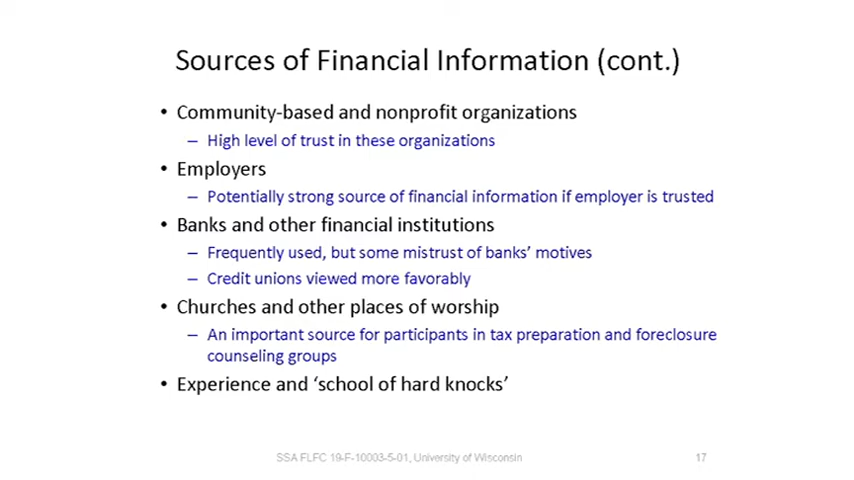 Sources of Financial Information (cont.)
• Community-based and nonprofit organizations
– High level of trust in these organizations
• Employers
– Potentially strong source of financial information if employer is trusted
• Banks and other financial institutions
– Frequently used, but some mistrust of banks’ motives
– Credit unions viewed more favorably
• Churches and other places of worship
– An important source for participants in tax preparation and foreclosure
counseling groups
• Experience and ‘school of hard knocks’
SSA FLFC 19-F-10003-5-01, University of Wisconsin
17